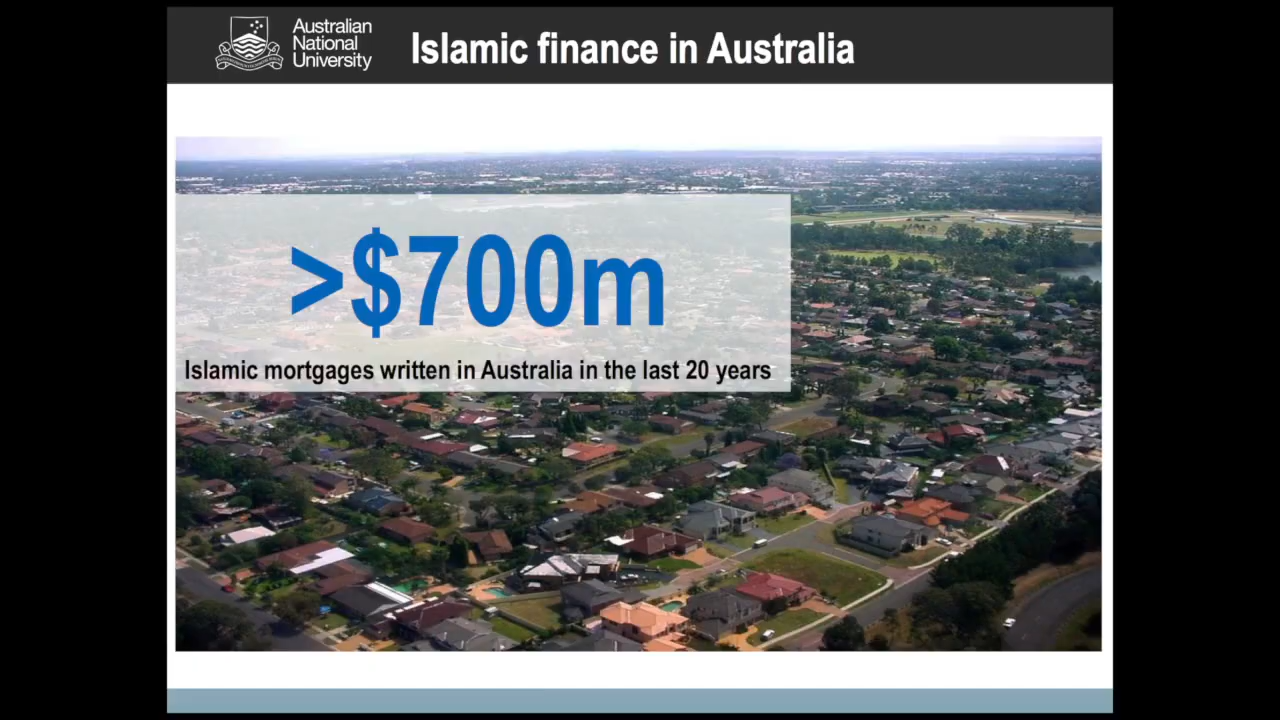 Australian
National
University
Islamic finance in Australia
>$700m
Islamic mortgages written in Australia in the last 20 years